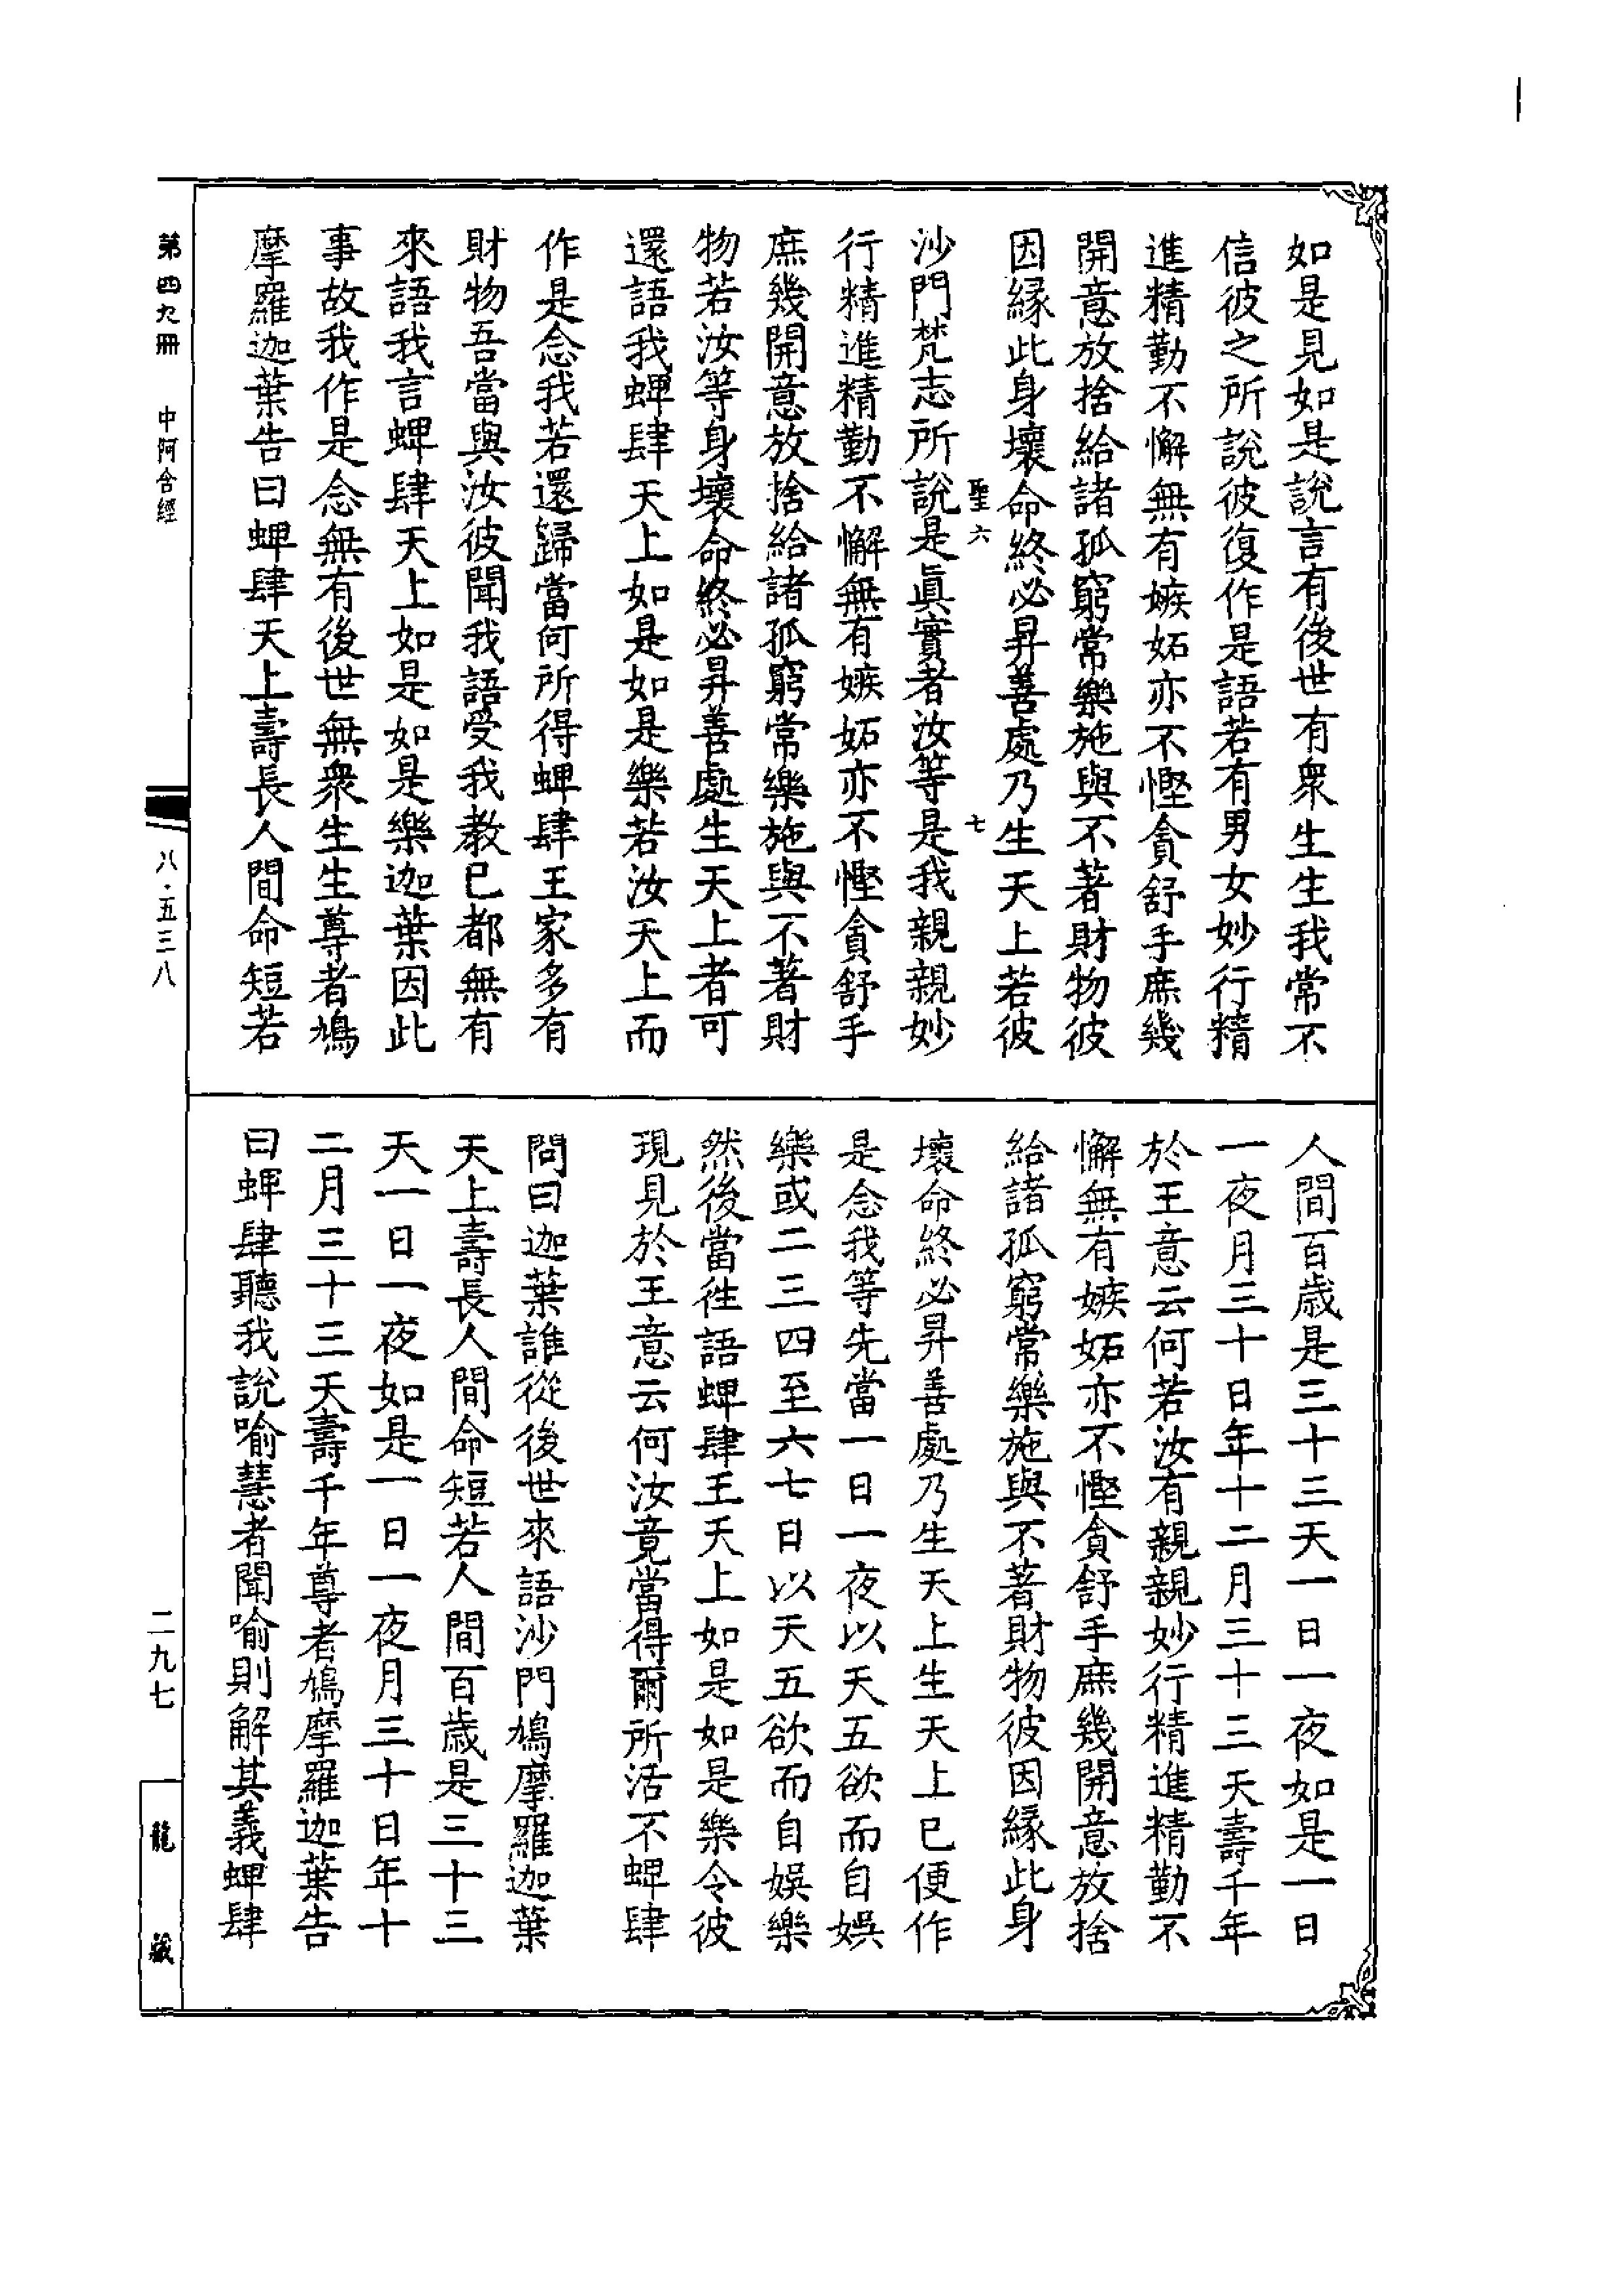 如是見如是說言有後世有衆生生我常不
信彼之所說彼復作是語若有男女妙行精
進精勤不懈無有嫉妬亦不慳貪舒手庶幾
開意放捨給諸孤窮常樂施與不著財物彼
因緣此身壞命終必昇善處乃生天上若彼
聖六 七
沙門梵志所說是眞實者汝等是我親親妙
行精進精勤不懈無有嫉妬亦不慳貪舒手
庶幾開意放捨給諸孤窮常樂施與不著財
物若汝等身壞命終必昇善處生天上者可
還語我蜱肆天上如是如是樂若汝天上而
作是念我若還歸當何所得蜱肆王家多有
財物吾當與汝彼聞我語受我教已都無有
來語我言蜱肆天上如是如是樂迦葉因此
事故我作是念無有後世無衆生生尊者鳩
摩羅迦葉告曰蜱肆天上壽長人間命短若
人間百歲是三十三天一日一夜如是一日
一夜月三十日年十二月三十三天壽千年
於王意云何若汝有親親妙行精進精勤不
懈無有嫉妬亦不慳貪舒手庶幾開意放捨
給諸孤窮常樂施與不著財物彼因緣此身
壞命終必昇善處乃生天上生天上已便作
是念我等先當一日一夜以天五欲而自娛
樂或二三四至六七日以天五欲而自娛樂
然後當徃語蜱肆王天上如是如是樂令彼
現見於王意云何汝竟當得爾所活不蜱肆
問曰迦葉誰從後世來語沙門鳩摩羅迦葉
天上壽長人間命短若人間百歲是三十三
天一日一夜如是一日一夜月三十日年十
二月三十三天壽千年尊者鳩摩羅迦葉告
曰蜱肆聽我說喻慧者聞喻則解其義蜱肆
第四九冊 中阿含經
八·五三八
二九七
龍藏